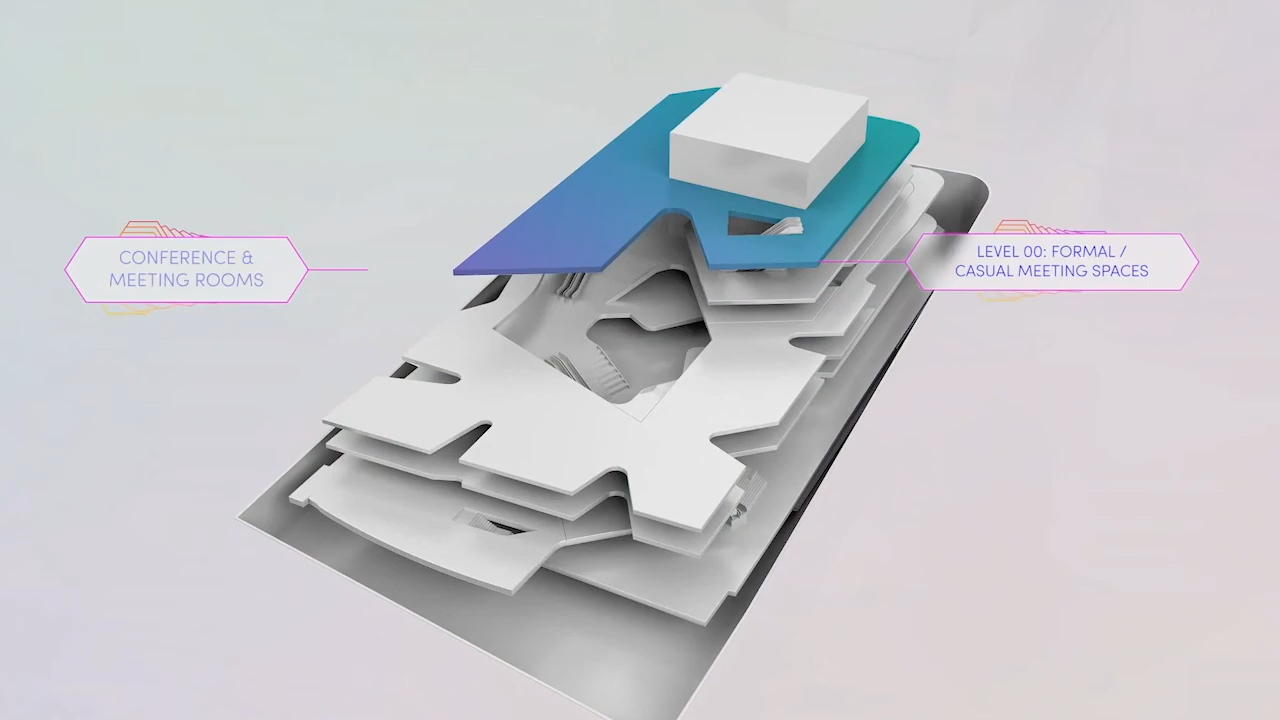 CONFERENCE &
MEETING ROOMS
LEVEL 00: FORMAL /
CASUAL MEETING SPACES